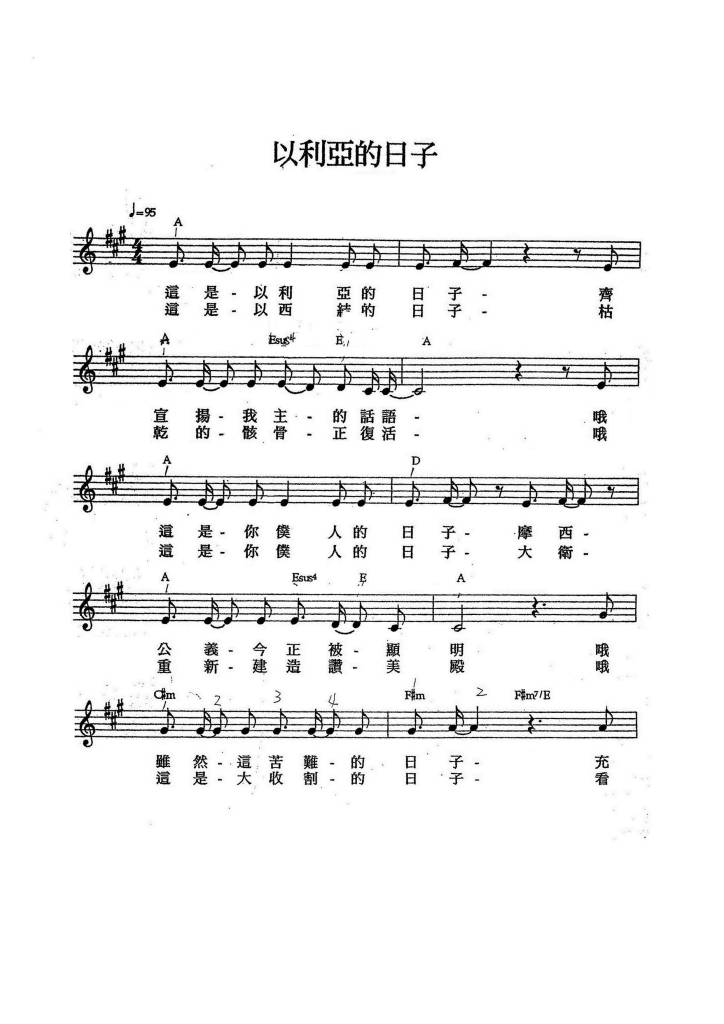 以利亞的日子
♩=95
A
這 是 - 以 利 亞 的 日 子 - 齊
這 是 - 以 西 結 的 日 子 - 枯
A Esus4 E A
宣 揚 - 我 主 - 的 話 語 - 哦
乾 的 - 骸 骨 - 正 復 活 - 哦
A D
這 是 - 你 僕 人 的 日 子 - 摩 西 -
這 是 - 你 僕 人 的 日 子 - 大 衛 -
A Esus4 E A
公 義 - 今 正 被 - 顯 明 哦
重 新 - 建 造 讚 - 美 殿 哦
C#m 2 3 4 F#m 2 F#m7/E
雖 然 - 這 苦 難 - 的 日 子 - 充
這 是 - 大 收 割 - 的 日 子 - 看